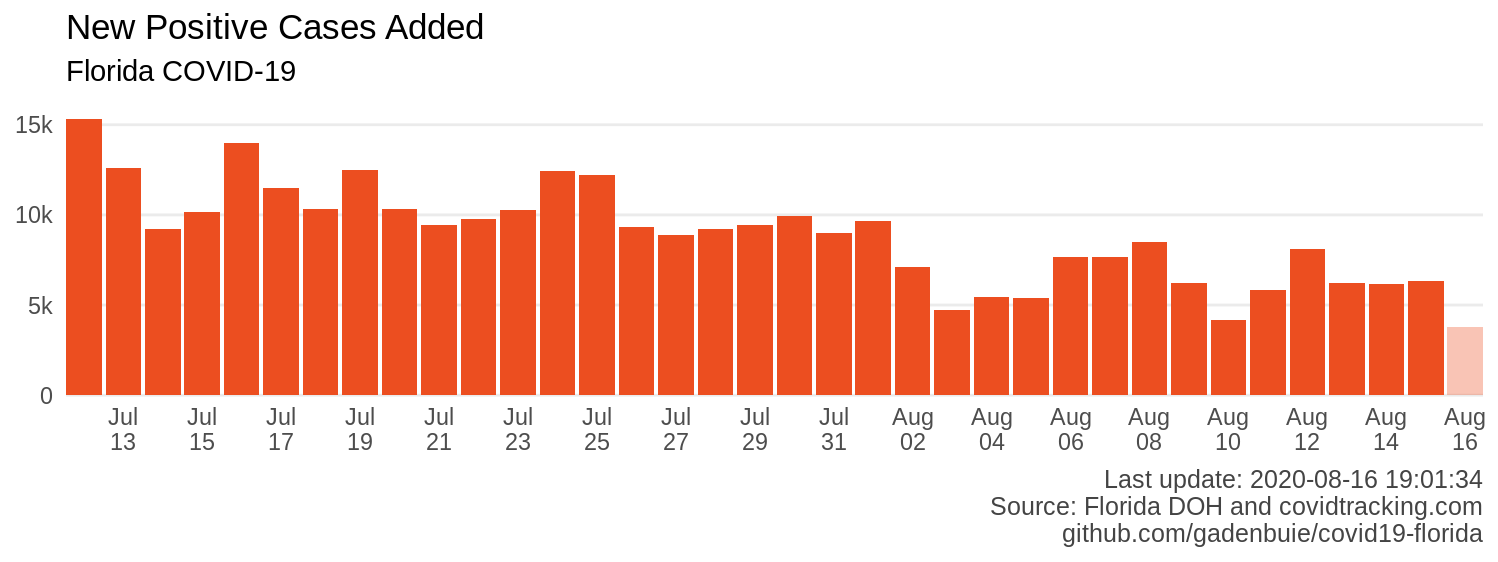 New Positive Cases Added
Florida COVID-19
15k
10k
5k
0
Jul Jul Jul Jul Jul Jul Jul Jul Jul Jul Aug Aug Aug Aug Aug Aug Aug Aug
13 15 17 19 21 23 25 27 29 31 02 04 06 08 10 12 14 16
Last update: 2020-08-16 19:01:34
Source: Florida DOH and covidtracking.com
github.com/gadenbuie/covid19-florida